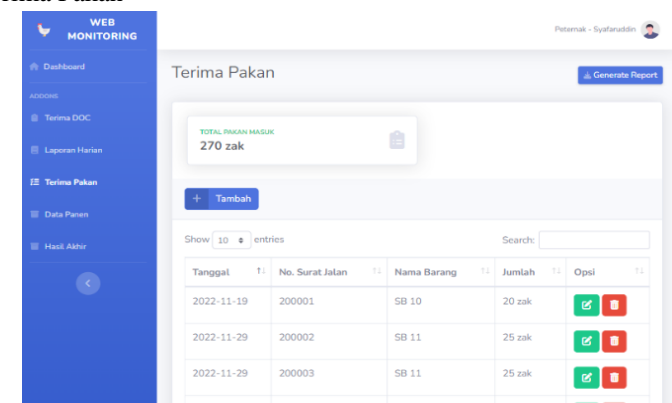 WEB
MONITORING
Peternak - Syafaruddin
Dashboard
Terima Pakan
Generate Report
ADDONS
Terima DOC
TOTAL PAKAN MASUK
270 zak
Laporan Harian
Terima Pakan
Tambah
Data Panen
Hasil Akhir
Show 10 entries
Search:
Tanggal No. Surat Jalan Nama Barang Jumlah Opsi
2022-11-19 200001 SB 10 20 zak
2022-11-29 200002 SB 11 25 zak
2022-11-29 200003 SB 11 25 zak